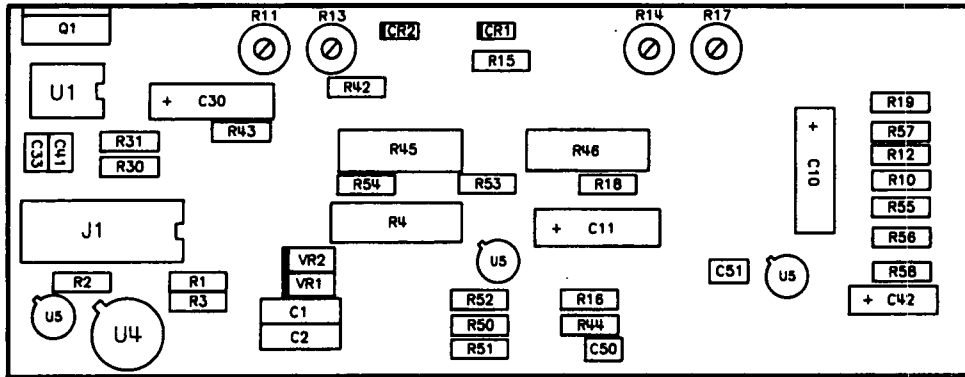 R11 R13 R14 R17
Q1 CR2 CR1
R15
U1 + C30 R42 R19
R43 + C10 R57
C33 C41 R31 R45 R46 R12
R30 R54 R53 R18 R10
J1 R4 + C11 R55
R56
VR2 U5 C51 U5 R58
R2 R1 VR1
R3 R52 R16 + C42
U5 U4 C1 R50 R44
C2 R51 C50